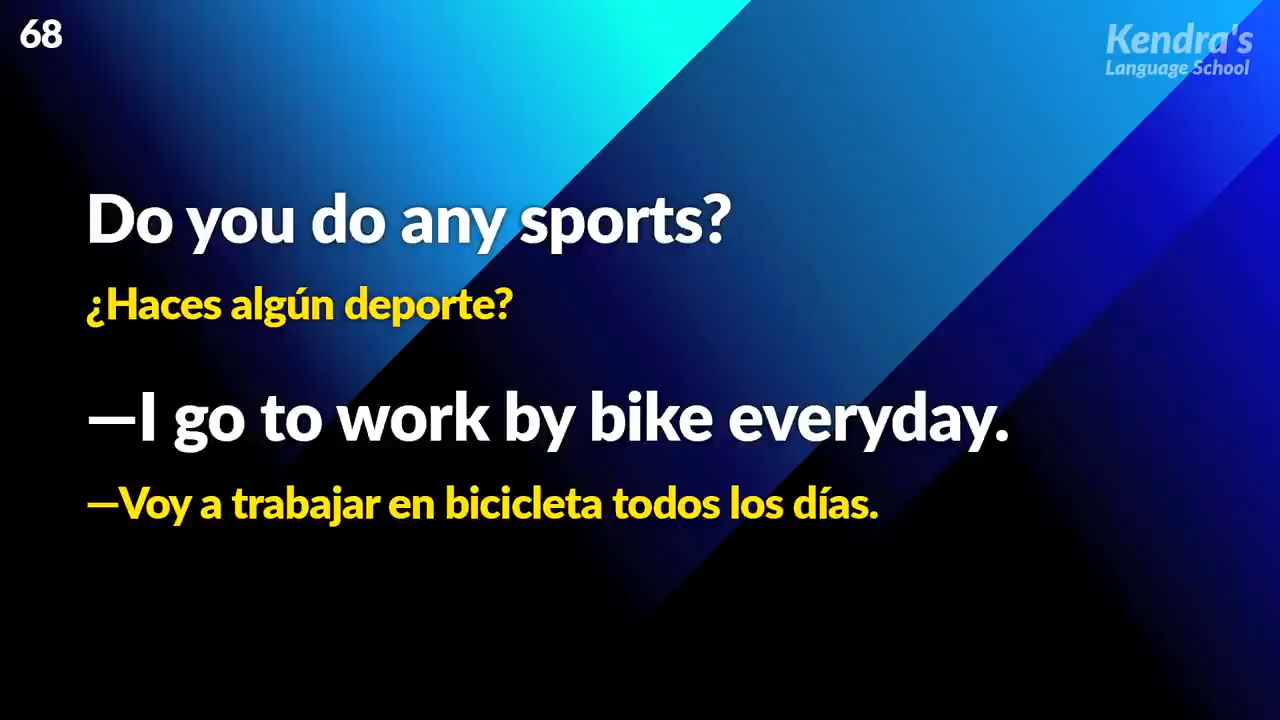 68
Kendra's
Language School
Do you do any sports?
¿Haces algún deporte?
—I go to work by bike everyday.
—Voy a trabajar en bicicleta todos los días.